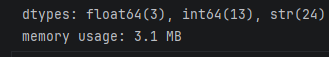 dtypes: float64(3), int64(13), str(24)
memory usage: 3.1 MB